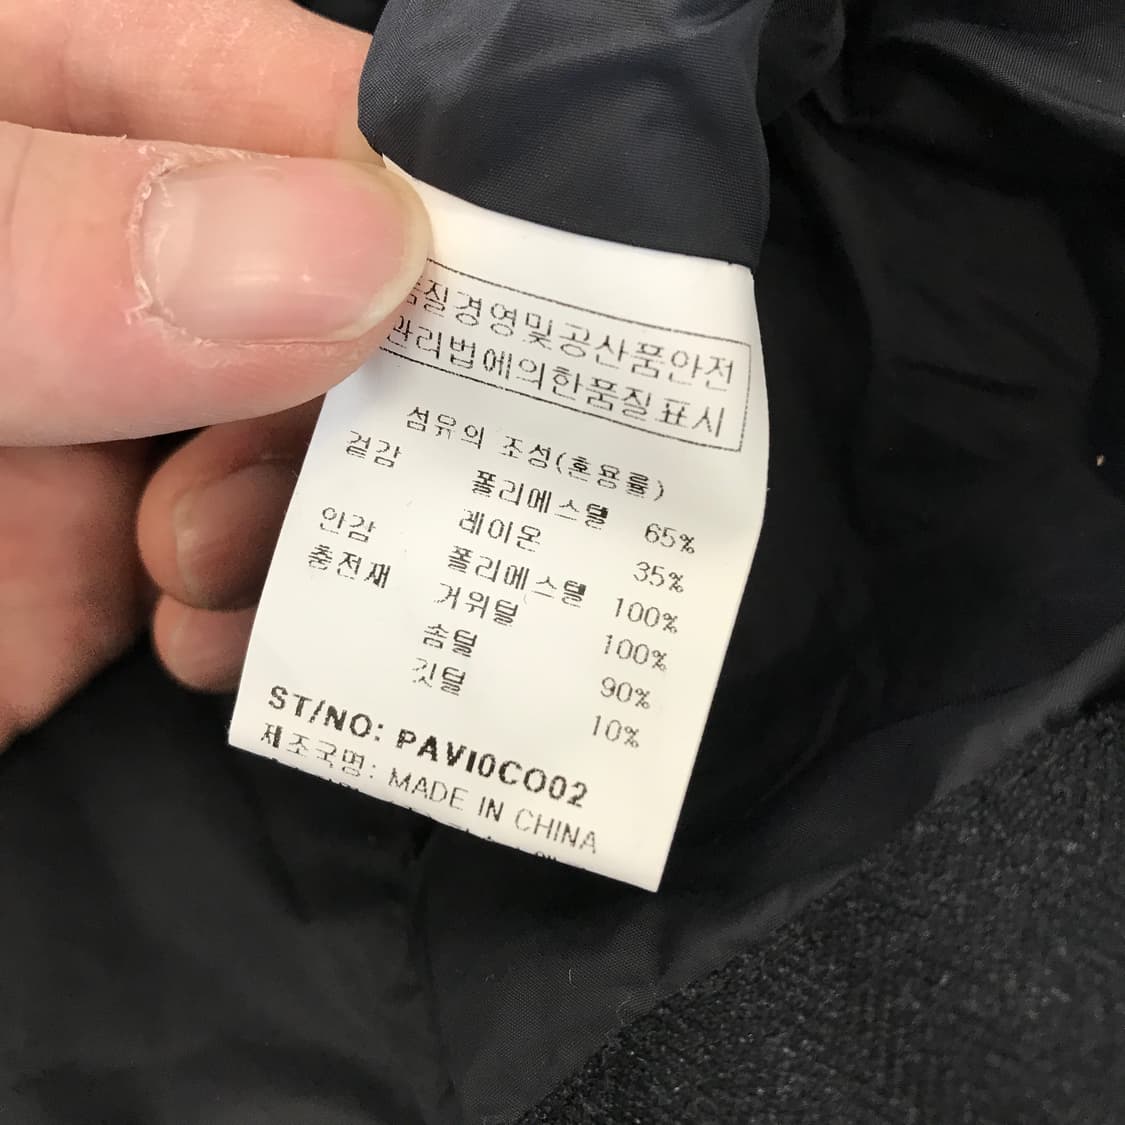 품질경영및공산품안전
관리법에의한품질표시
섬유의 조성(혼용률)
겉감 폴리에스텔 65%
레이온 35%
안감 폴리에스텔 100%
충전재 거위털 100%
솜털 90%
깃털 10%
ST/NO: PAVI0CO02
제조국명: MADE IN CHINA